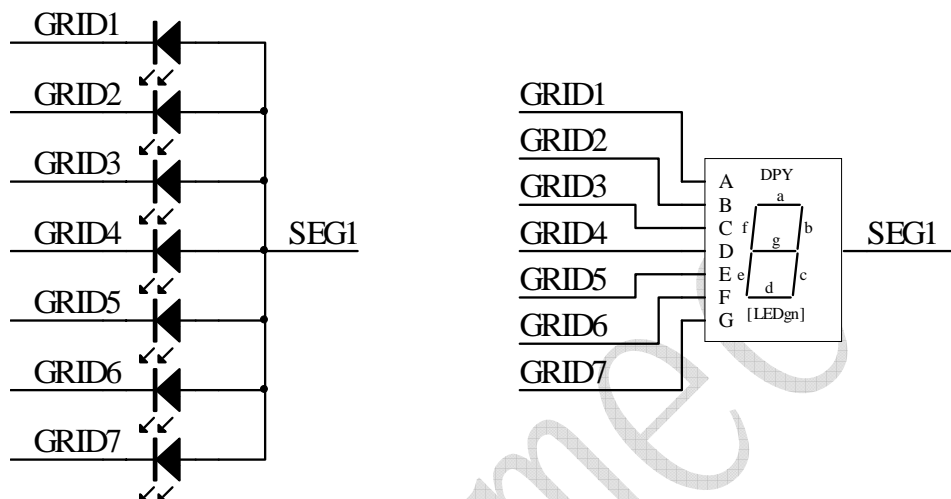 GRID1
GRID2
GRID3
GRID4
GRID5
GRID6
GRID7
SEG1
GRID1
GRID2
GRID3
GRID4
GRID5
GRID6
GRID7
A
B
C
D
E
F
G
DPY
a
f
b
g
e
c
d
[LEDgn]
SEG1